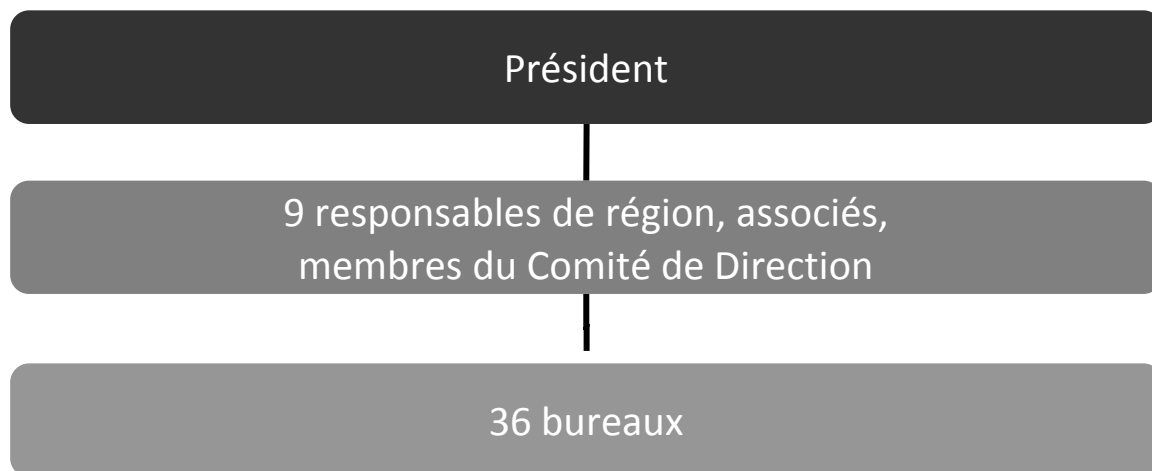 Président
9 responsables de région, associés,
membres du Comité de Direction
36 bureaux